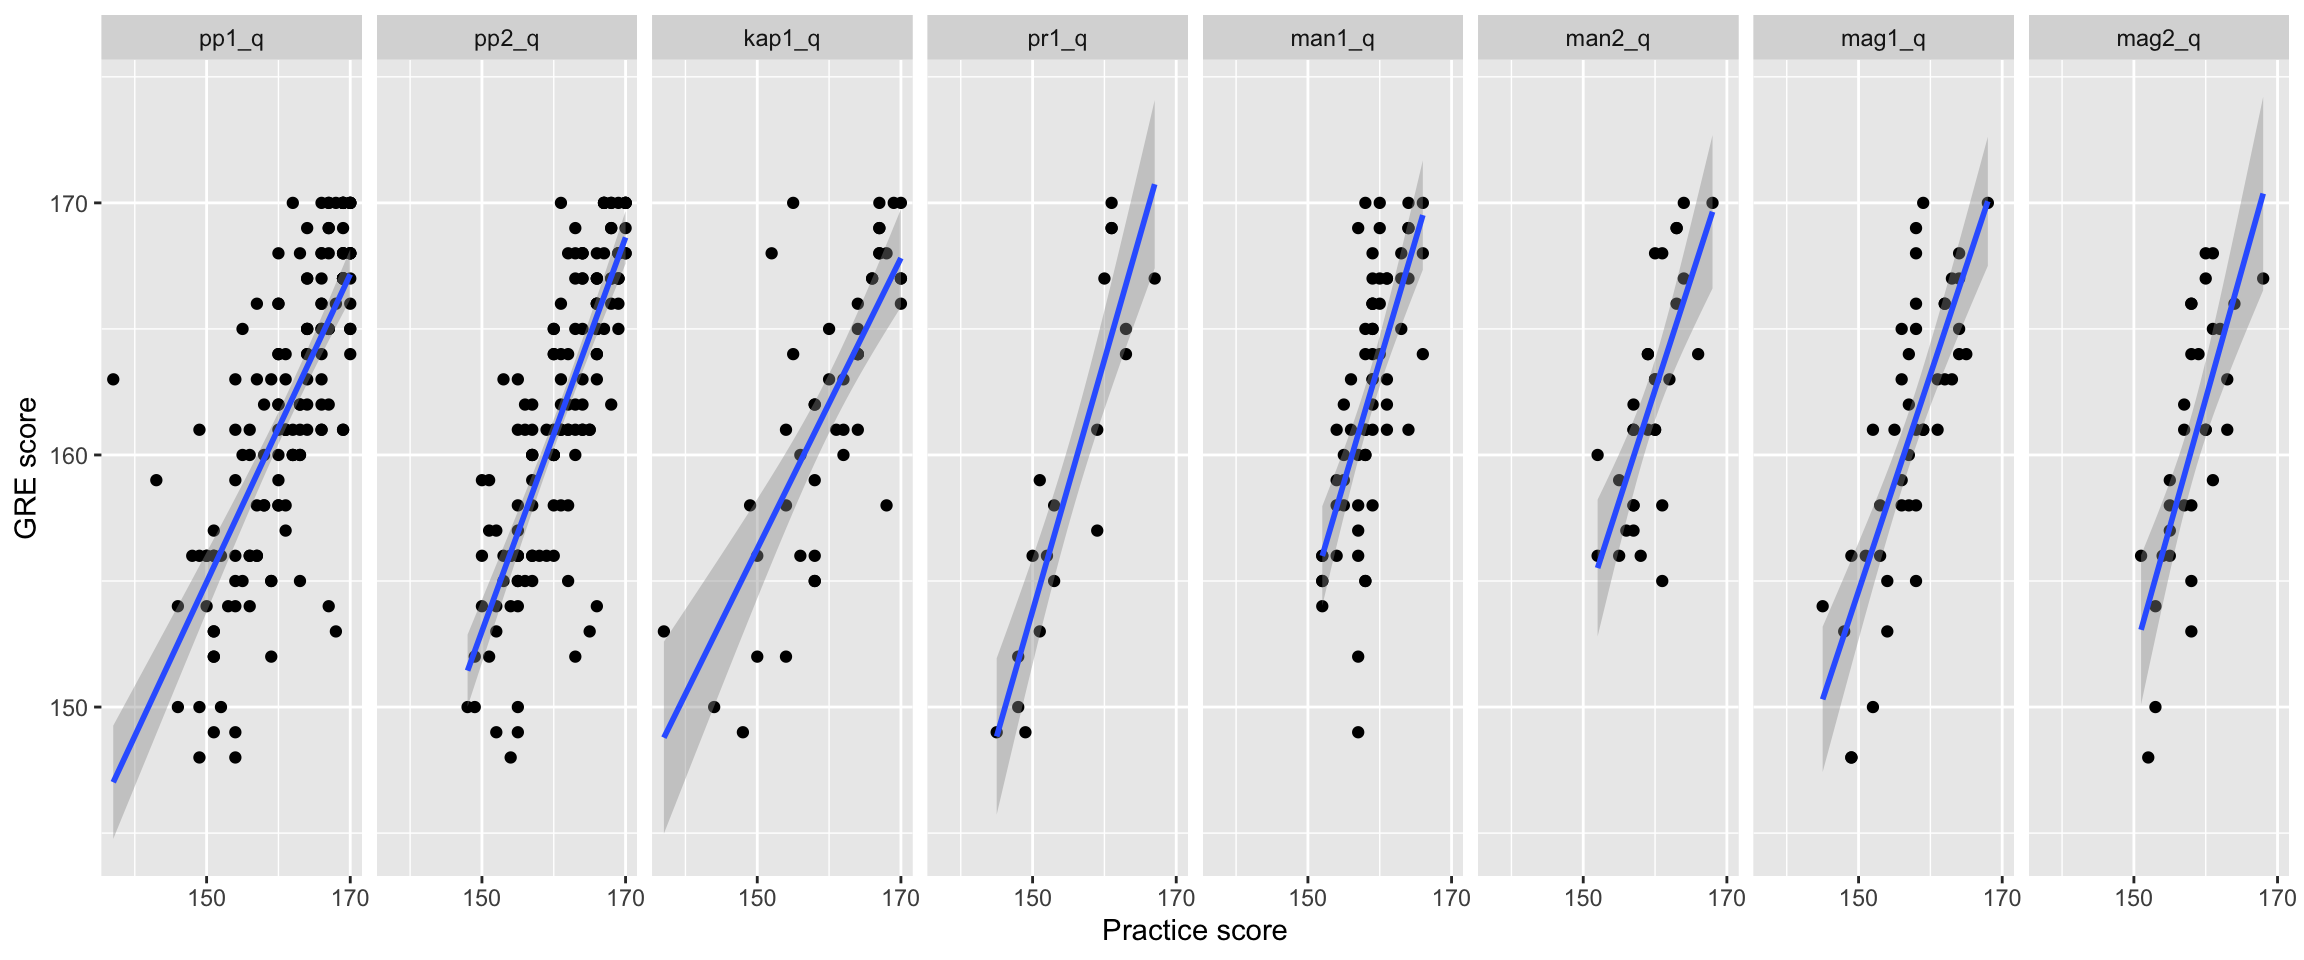 pp1_q pp2_q kap1_q pr1_q man1_q man2_q mag1_q mag2_q
GRE score
170
160
150
150 170 150 170 150 170 150 170 150 170 150 170 150 170 150 170
Practice score